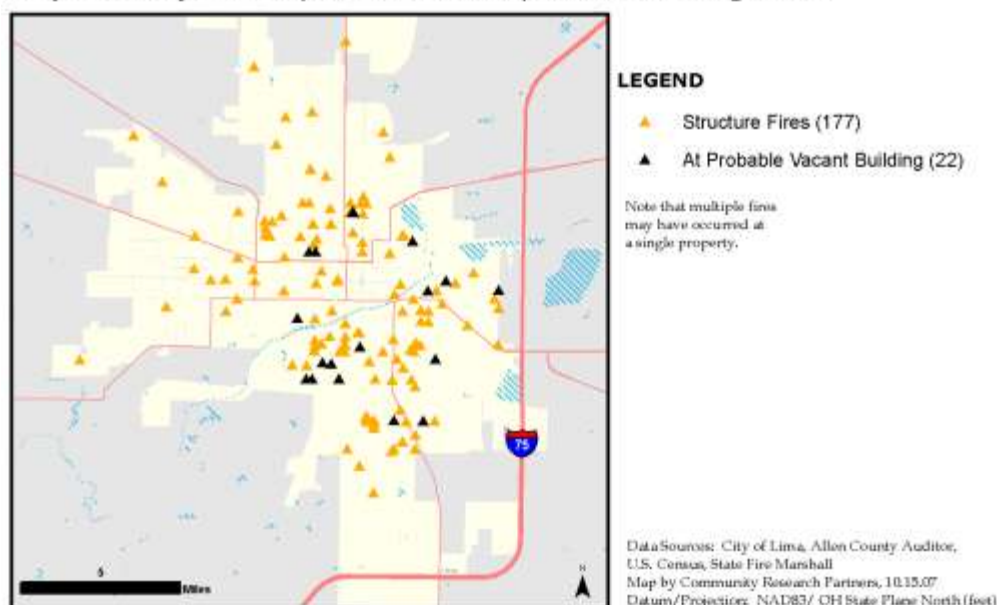 LEGEND
Structure Fires (177)
At Probable Vacant Building (22)
Note that multiple fires
may have occurred at
a single property.
75
5
Miles
N
Data Sources: City of Lima, Allen County Auditor,
U.S. Census, State Fire Marshall
Map by Community Research Partners, 10.15.07
Datum/Projection: NAD83/ OH State Plane North (feet)